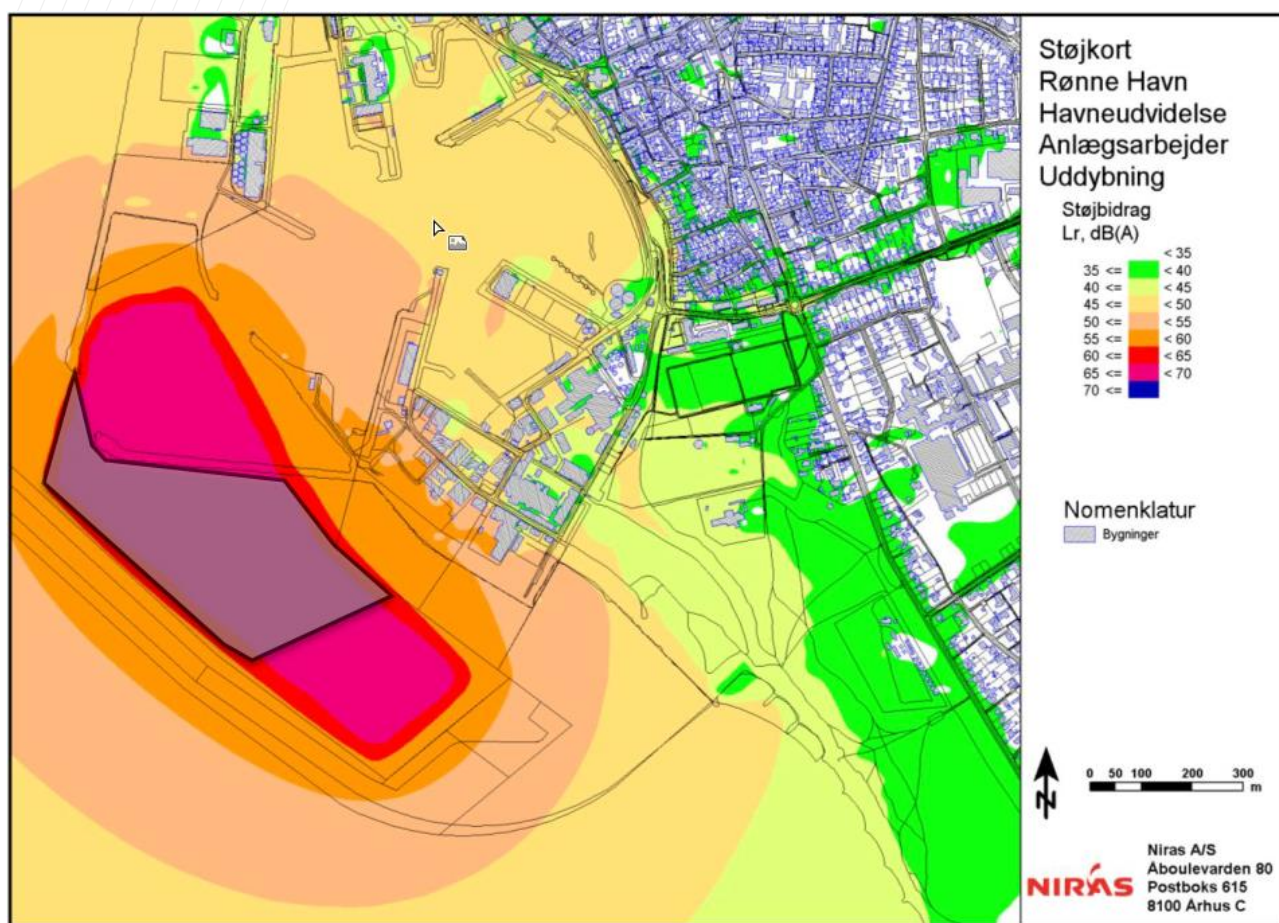 Støjkort
Rønne Havn
Havneudvidelse
Anlægsarbejder
Uddybning
Støjbidrag
Lr, dB(A)
< 35
35 <= < 40
40 <= < 45
45 <= < 50
50 <= < 55
55 <= < 60
60 <= < 65
65 <= < 70
70 <=
Nomenklatur
Bygninger
N
0 50 100 200 300
m
NIRAS
Niras A/S
Åboulevarden 80
Postboks 615
8100 Århus C